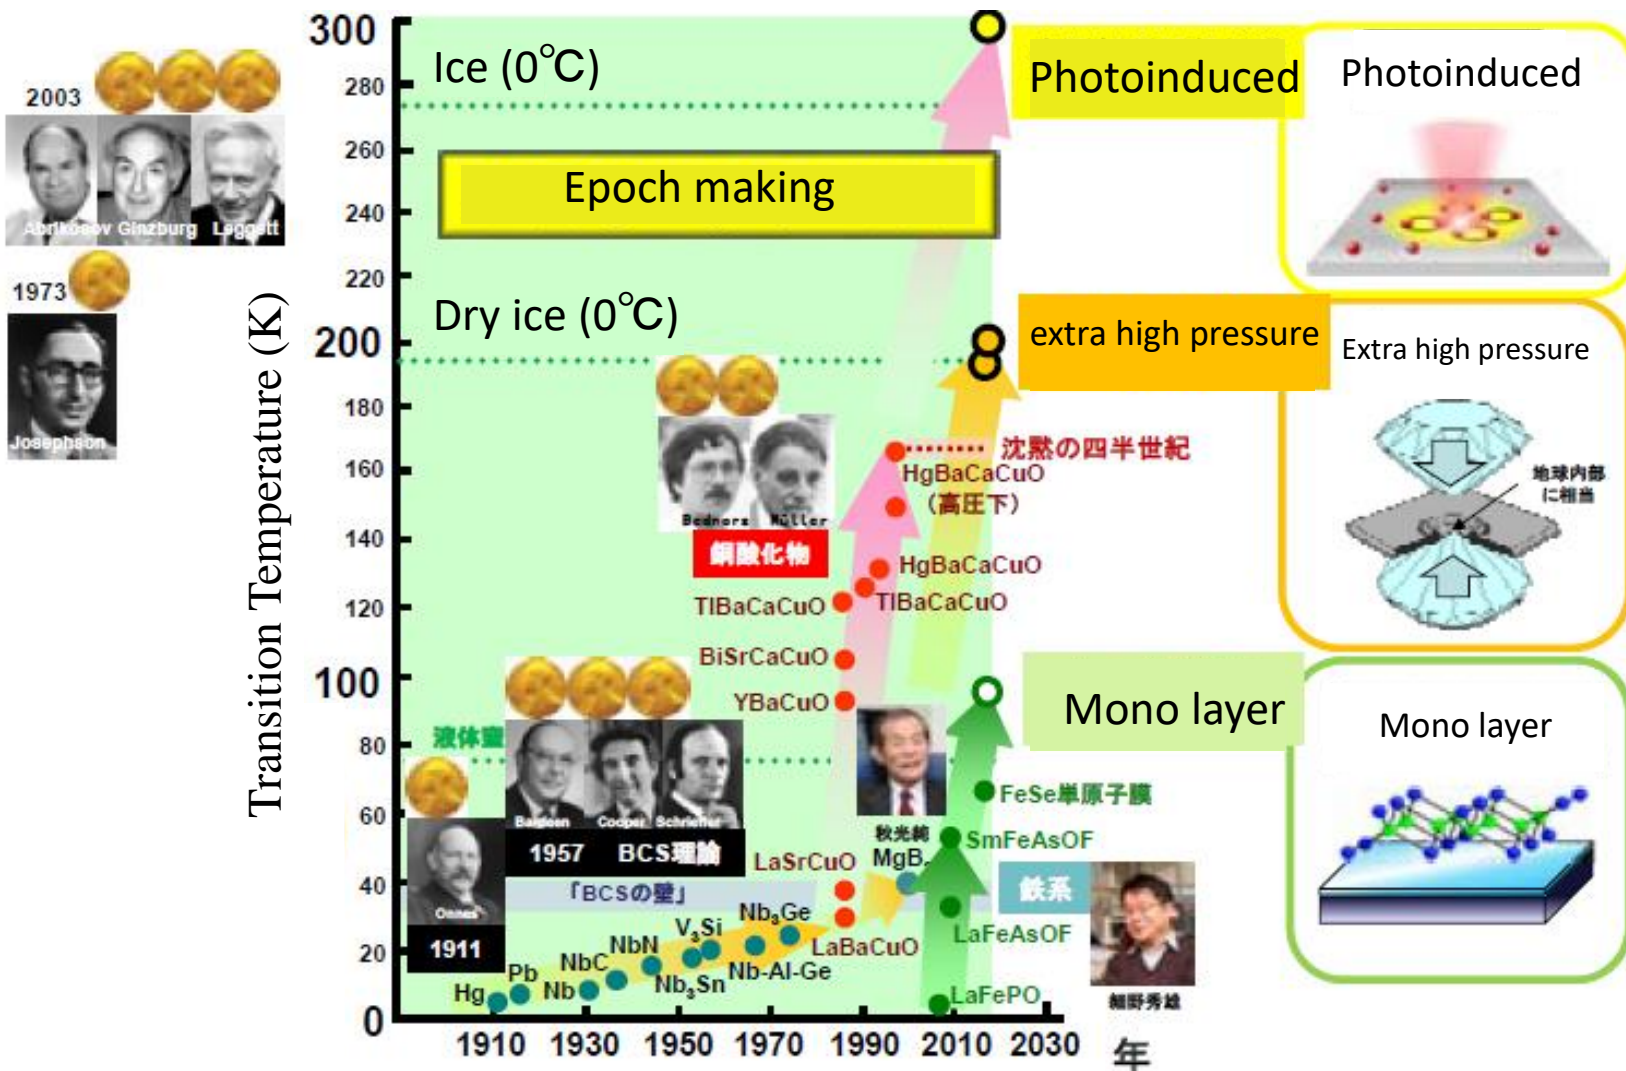 300
280
260
240
220
200
180
160
140
120
100
80
60
40
20
0
Transition Temperature (K)
1910
1930
1950
1970
1990
2010
2030
年
2003
Abrikosov
Ginzburg
Leggett
1973
Josephson
Ice (0℃)
Epoch making
Dry ice (0℃)
Photoinduced
Photoinduced
extra high pressure
Extra high pressure
地球内部
に相当
Mono layer
Mono layer
沈黙の四半世紀
HgBaCaCuO
(高圧下)
Bednorz
Müller
銅酸化物
HgBaCaCuO
TlBaCaCuO
TlBaCaCuO
BiSrCaCuO
YBaCuO
液体窒
Bardeen
Cooper
Schrieffer
1957 BCS理論
Onnes
1911
「BCSの壁」
秋光純
MgB
LaSrCuO
LaBaCuO
FeSe単原子膜
SmFeAsOF
鉄系
LaFeAsOF
LaFePO
細野秀雄
Hg
Pb
Nb
NbC
NbN
Nb₃Sn
V₃Si
Nb-Al-Ge
Nb₃Ge